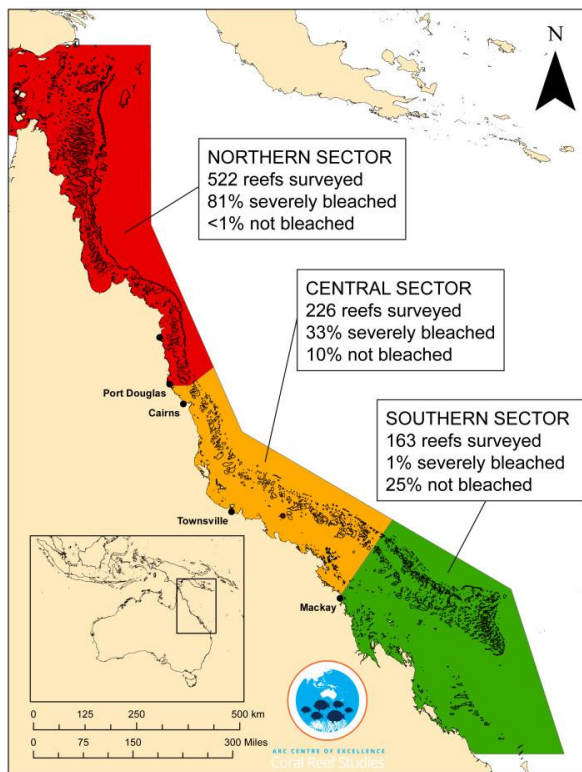 N
NORTHERN SECTOR
522 reefs surveyed
81% severely bleached
<1% not bleached
CENTRAL SECTOR
226 reefs surveyed
33% severely bleached
10% not bleached
Port Douglas
Cairns
SOUTHERN SECTOR
163 reefs surveyed
1% severely bleached
25% not bleached
Townsville
Mackay
0 125 250 500 km
0 75 150 300 Miles
ARC CENTRE OF EXCELLENCE
Coral Reef Studies